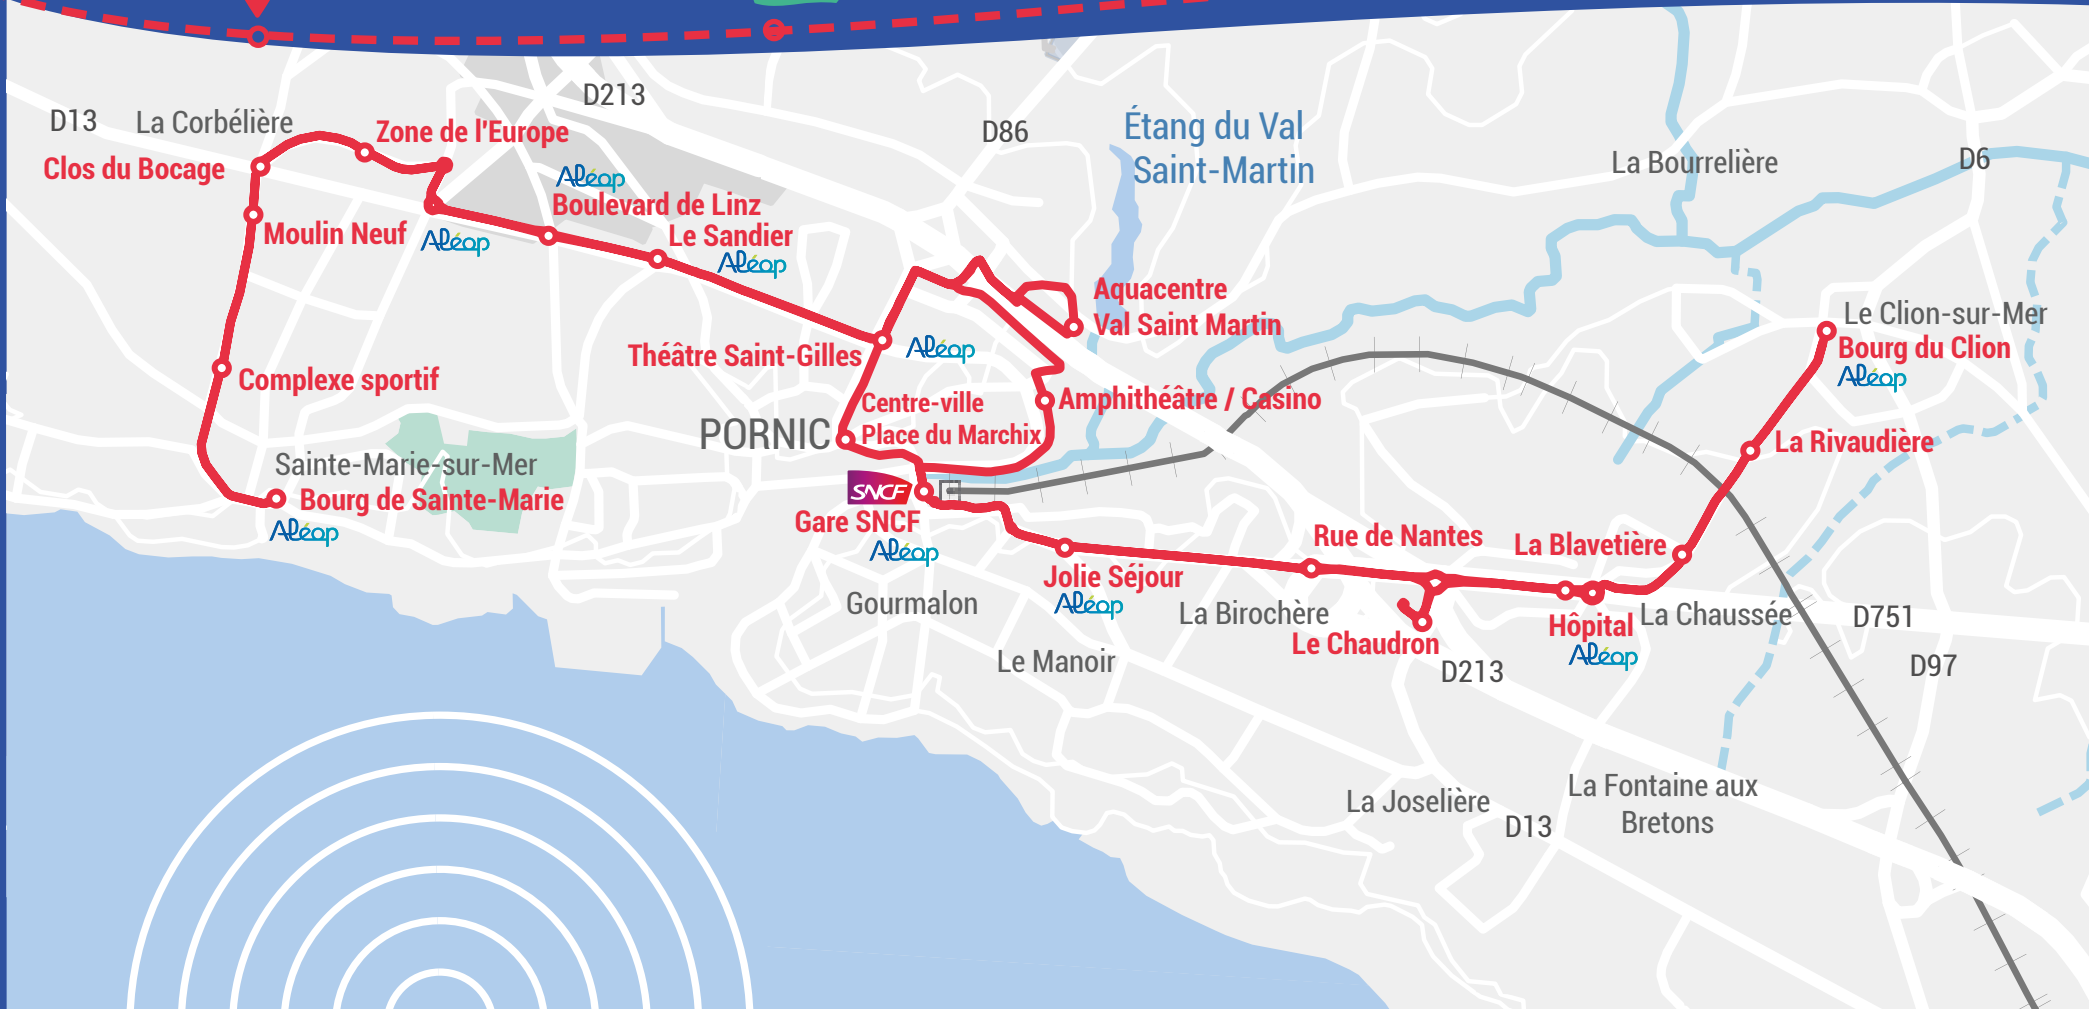 D213
D13
La Corbélière
Zone de l'Europe
D86
Étang du Val
Saint-Martin
Clos du Bocage
Aléop
Boulevard de Linz
La Bourrelière
D6
Moulin Neuf
Aléop
Le Sandier
Aléop
Aquacentre
Val Saint Martin
Le Clion-sur-Mer
Bourg du Clion
Aléop
Théâtre Saint-Gilles
Aléop
Complexe sportif
Centre-ville
Place du Marchix
Amphithéâtre / Casino
PORNIC
La Rivaudière
Sainte-Marie-sur-Mer
Bourg de Sainte-Marie
Aléop
SNCF
Gare SNCF
Aléop
Rue de Nantes
La Blavetière
Jolie Séjour
Aléop
Gourmalon
La Birochère
Le Chaudron
Hôpital
Aléop
La Chaussée
D751
Le Manoir
D213
D97
La Joselière
La Fontaine aux
Bretons
D13